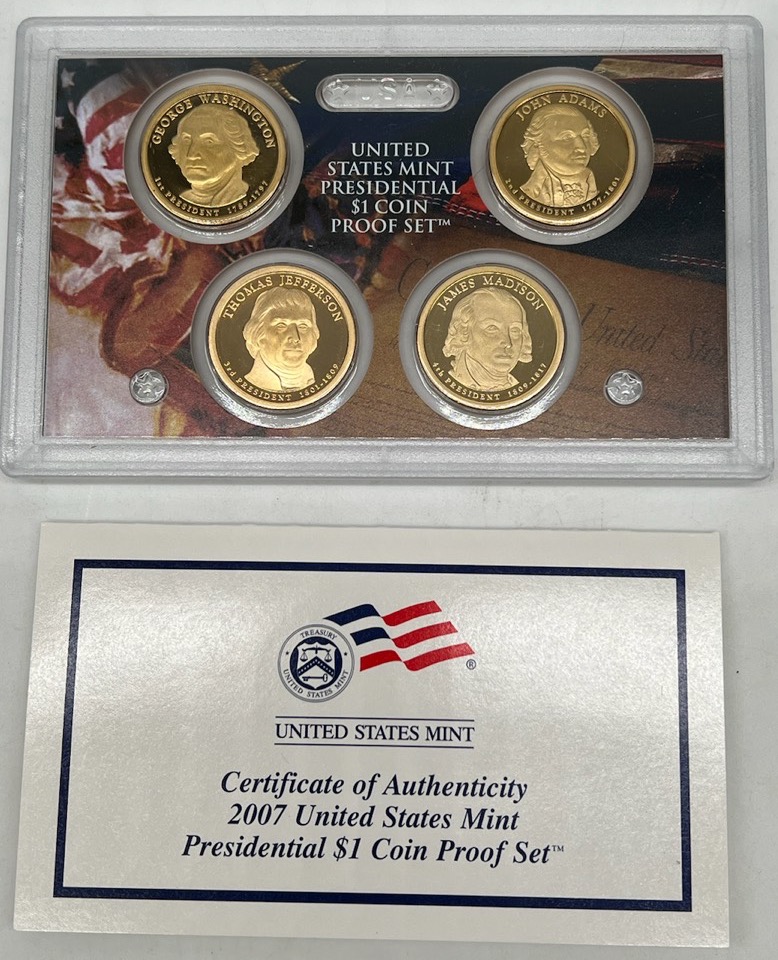 USA
GEORGE WASHINGTON
1st PRESIDENT 1789-1797
JOHN ADAMS
2nd PRESIDENT 1797-1801
UNITED
STATES MINT
PRESIDENTIAL
$1 COIN
PROOF SET™
THOMAS JEFFERSON
3rd PRESIDENT 1801-1809
JAMES MADISON
4th PRESIDENT 1809-1817
United Sta
TREASURY
UNITED STATES MINT
®
UNITED STATES MINT
Certificate of Authenticity
2007 United States Mint
Presidential $1 Coin Proof Set™